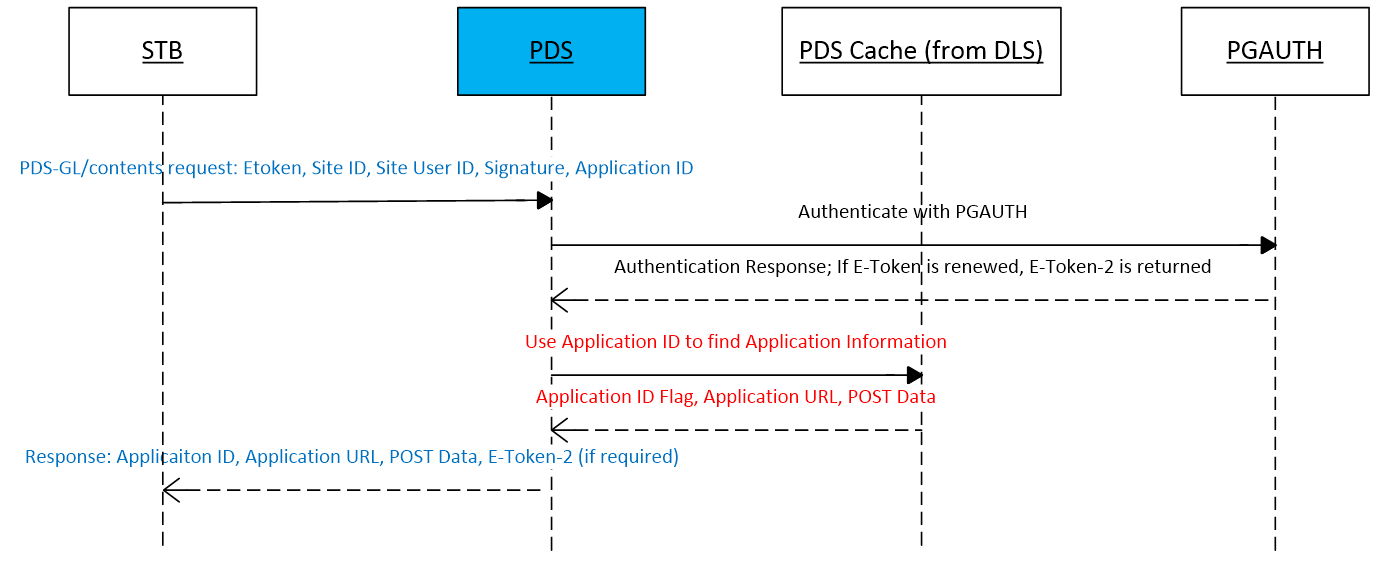 STB
PDS
PDS Cache (from DLS)
PGAUTH
PDS-GL/contents request: Etoken, Site ID, Site User ID, Signature, Application ID
Authenticate with PGAUTH
Authentication Response; If E-Token is renewed, E-Token-2 is returned
Use Application ID to find Application Information
Application ID Flag, Application URL, POST Data
Response: Applicaiton ID, Application URL, POST Data, E-Token-2 (if required)